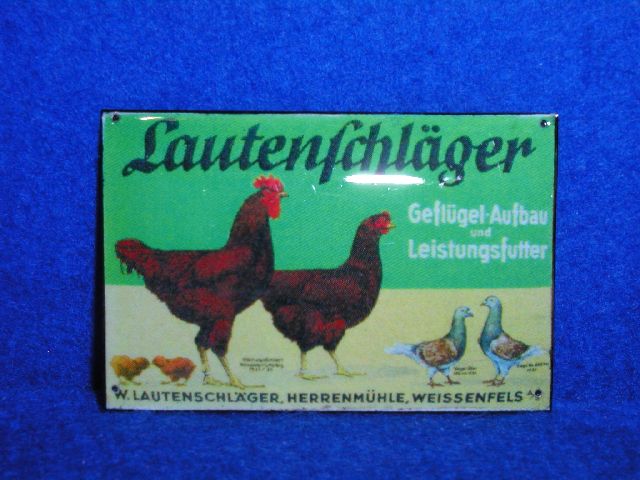 Lautenschläger
Geflügel-Aufbau
und
Leistungsfutter
W. LAUTENSCHLÄGER, HERRENMÜHLE, WEISSENFELS A/S